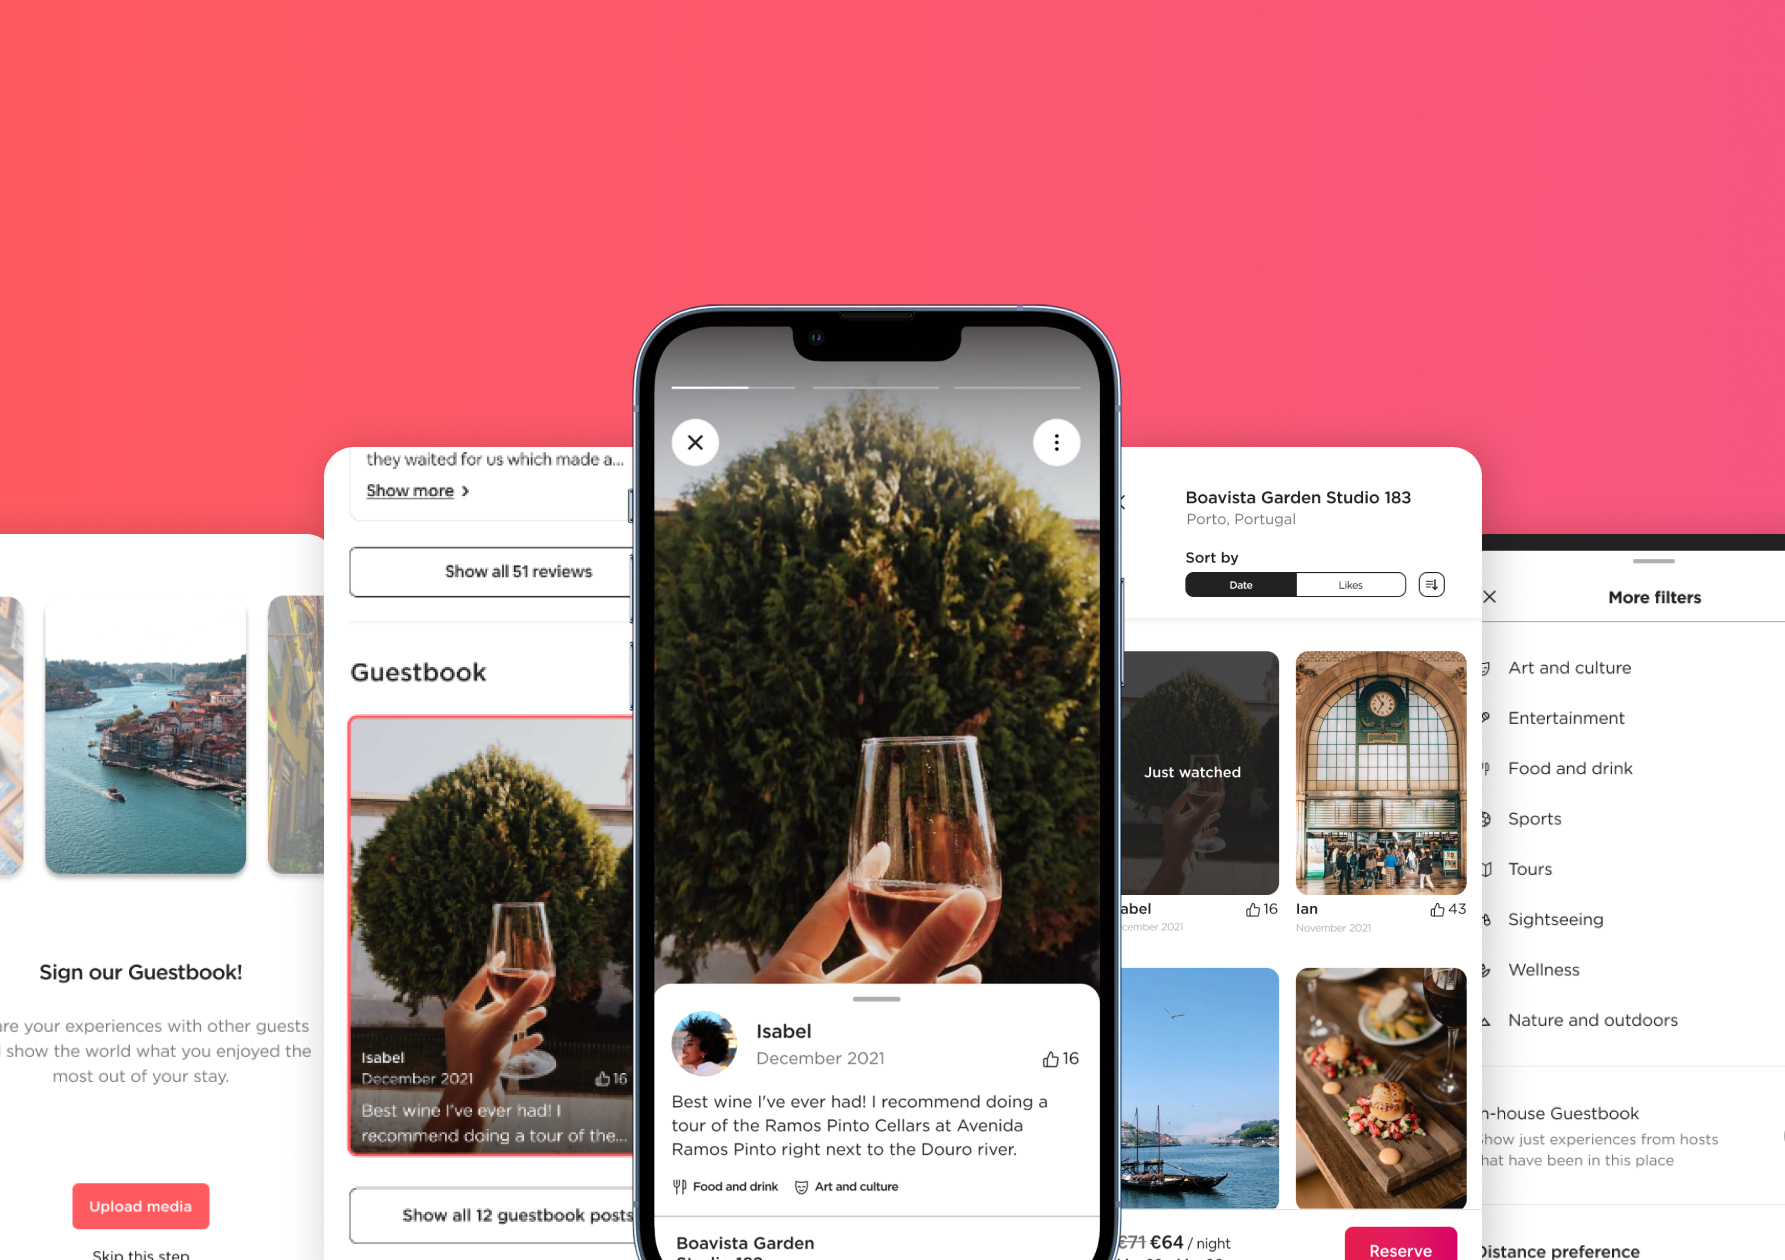 Sign our Guestbook!
your experiences with other guests
show the world what you enjoyed the
most out of your stay.
Upload media
Skip this step
they waited for us which made a...
Show more
Show all 51 reviews
Guestbook
Isabel
December 2021
16
Best wine I've ever had! I
recommend doing a tour of the...
Show all 12 guestbook posts
Isabel
December 2021
16
Best wine I've ever had! I recommend doing a
tour of the Ramos Pinto Cellars at Avenida
Ramos Pinto right next to the Douro river.
Food and drink
Art and culture
Boavista Garden
Boavista Garden Studio 183
Porto, Portugal
Sort by
Date
Likes
Just watched
abel
16
cember 2021
Ian
43
November 2021
€71 €64 / night
Reserve
More filters
Art and culture
Entertainment
Food and drink
Sports
Tours
Sightseeing
Wellness
Nature and outdoors
n-house Guestbook
how just experiences from hosts
hat have been in this place
Distance preference